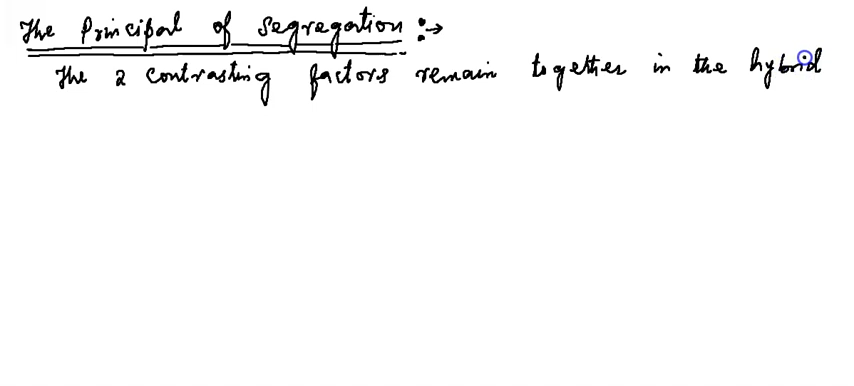 The Principal of Segregation :→
The 2 contrasting factors remain together in the hybrid